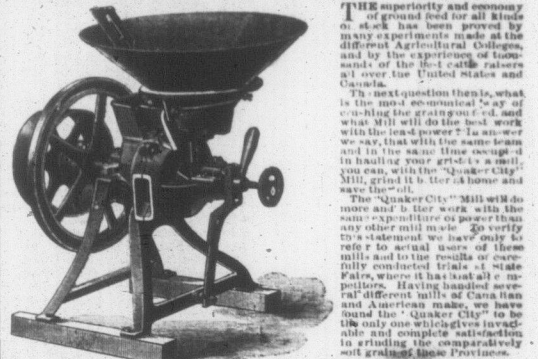 THE superiority and economy
of ground feed for all kinds
of stock has been proved by
many experiments made at the
different Agricultural Colleges,
and by the experience of thou-
sands of the best cattle raisers
all over the United States and
Canada.
The next question then is, what
is the most economical way of
crushing the grain you feed, and
what Mill will do the best work
with the least power? In answer
we say, that with the same team
and in the same time occupied
in hauling your grist to a mill,
you can, with the "Quaker City"
Mill, grind it better at home and
save the toll.
The "Quaker City" Mill will do
more and better work with the
same expenditure of power than
any other mill made To verify
this statement we have only to
refer to actual users of these
mills and to the results of care-
fully conducted trials at State
Fairs, where it has beat all com-
petitors. Having handled seve-
ral different mills of Canadian
and American make, we have
found the "Quaker City" to be
the only one which gives invari-
able and complete satisfaction
in grinding the comparatively
soft grain of these Provinces.